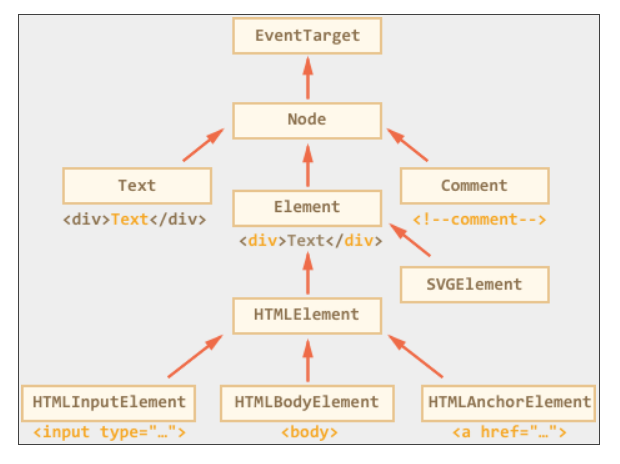 EventTarget
Node
Text
<div>Text</div>
Element
<div>Text</div>
Comment
<!--comment-->
SVGElement
HTMLElement
HTMLInputElement
<input type="…">
HTMLBodyElement
<body>
HTMLAnchorElement
<a href="…">